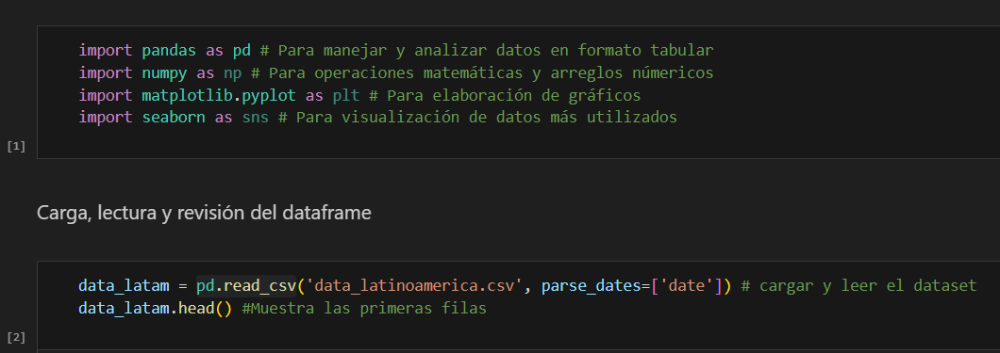 import pandas as pd # Para manejar y analizar datos en formato tabular
import numpy as np # Para operaciones matemáticas y arreglos númericos
import matplotlib.pyplot as plt # Para elaboración de gráficos
import seaborn as sns # Para visualización de datos más utilizados
[1]
Carga, lectura y revisión del dataframe
data_latam = pd.read_csv('data_latinoamerica.csv', parse_dates=['date']) # cargar y leer el dataset
data_latam.head() #Muestra las primeras filas
[2]